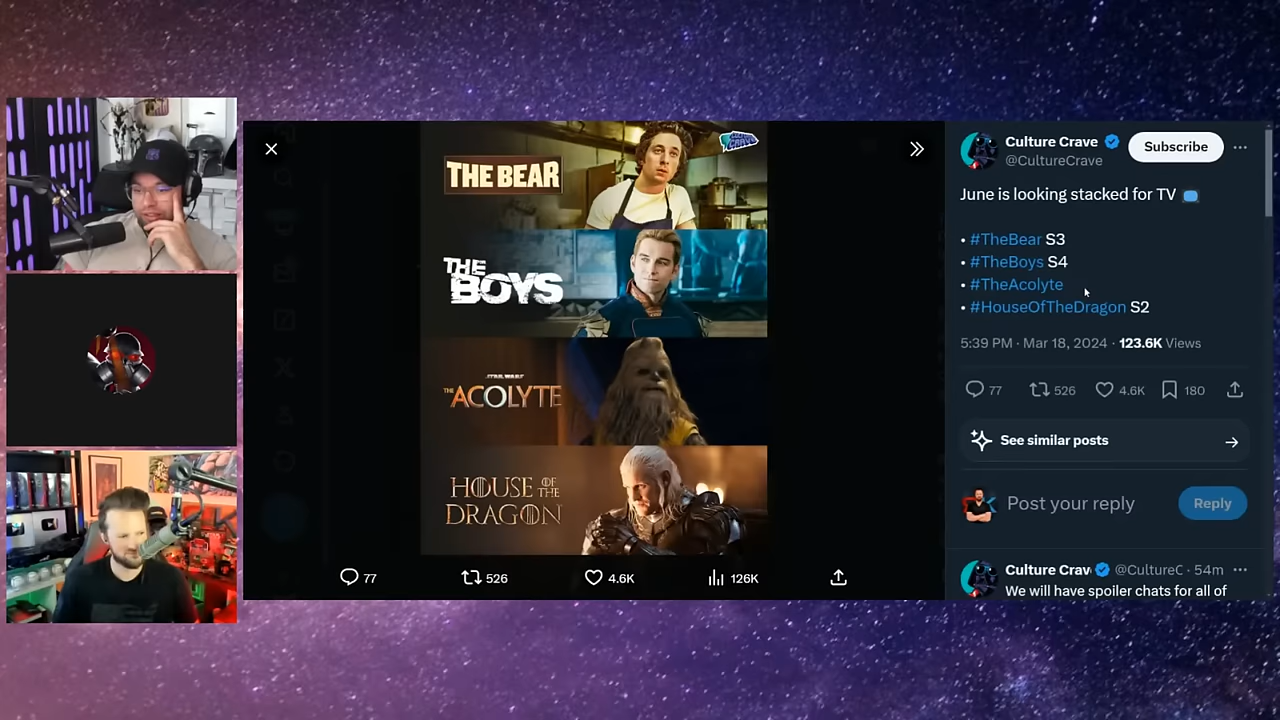 THE BEAR
CULTURE CRAVE
THE
BOYS
STAR WARS
THE ACOLYTE
HOUSE OF THE
DRAGON
77
526
4.6K
126K
Culture Crave
@CultureCrave
Subscribe
June is looking stacked for TV
• #TheBear S3
• #TheBoys S4
• #TheAcolyte
• #HouseOfTheDragon S2
5:39 PM · Mar 18, 2024 · 123.6K Views
77 526 4.6K 180
See similar posts
Post your reply
Reply
Culture Crav @CultureC · 54m
We will have spoiler chats for all of